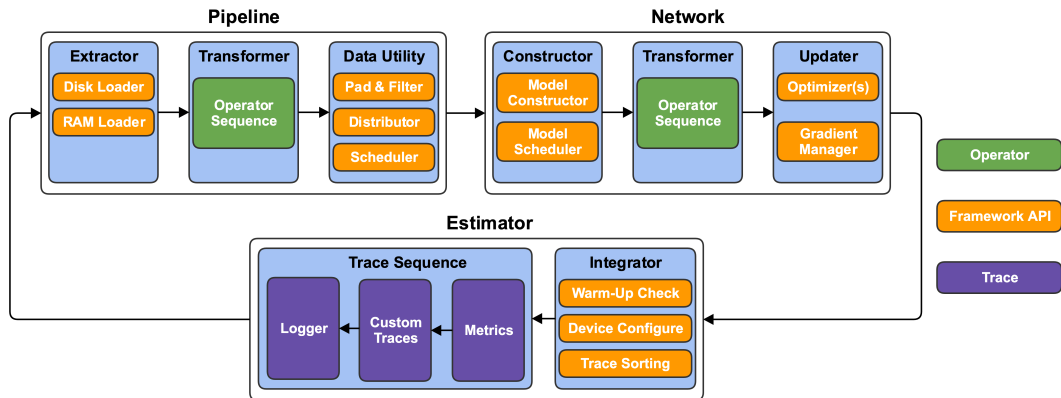 Pipeline
Extractor
Disk Loader
RAM Loader
Transformer
Operator
Sequence
Data Utility
Pad & Filter
Distributor
Scheduler
Network
Constructor
Model
Constructor
Model
Scheduler
Transformer
Operator
Sequence
Updater
Optimizer(s)
Gradient
Manager
Operator
Framework API
Trace
Estimator
Trace Sequence
Logger
Custom
Traces
Metrics
Integrator
Warm-Up Check
Device Configure
Trace Sorting